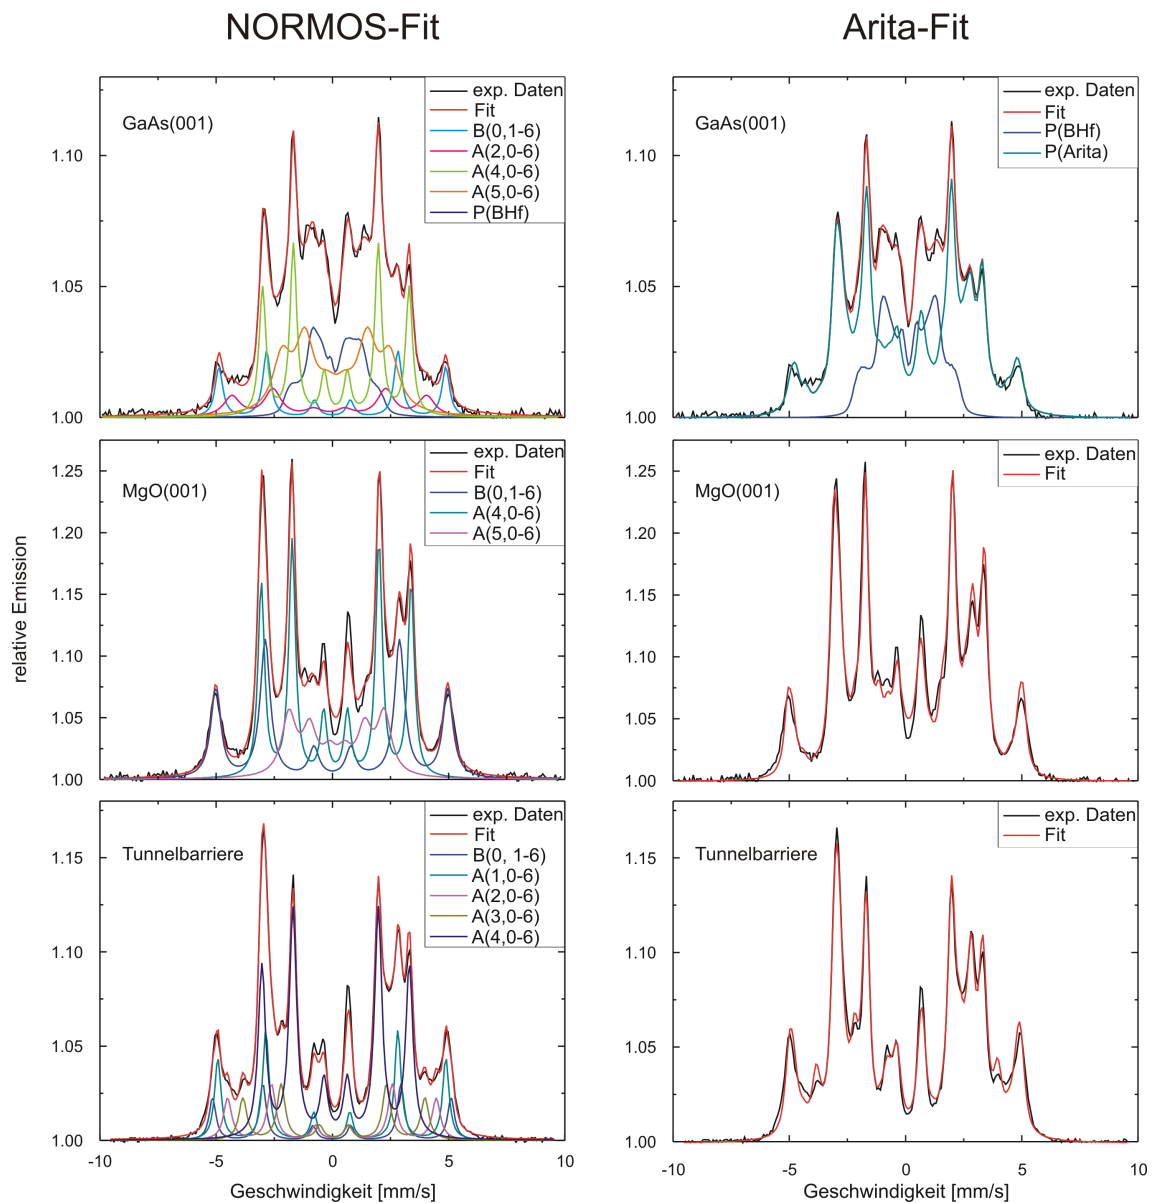 NORMOS-Fit
Arita-Fit
relative Emission
GaAs(001)
exp. Daten
Fit
B(0,1-6)
A(2,0-6)
A(4,0-6)
A(5,0-6)
P(BHf)
1.10
1.05
1.00
GaAs(001)
exp. Daten
Fit
P(BHf)
P(Arita)
1.10
1.05
1.00
MgO(001)
exp. Daten
Fit
B(0,1-6)
A(4,0-6)
A(5,0-6)
1.25
1.20
1.15
1.10
1.05
1.00
MgO(001)
exp. Daten
Fit
1.25
1.20
1.15
1.10
1.05
1.00
Tunnelbarriere
exp. Daten
Fit
B(0, 1-6)
A(1,0-6)
A(2,0-6)
A(3,0-6)
A(4,0-6)
1.15
1.10
1.05
1.00
-10 -5 0 5 10
Geschwindigkeit [mm/s]
Tunnelbarriere
exp. Daten
Fit
1.15
1.10
1.05
1.00
-10 -5 0 5 10
Geschwindigkeit [mm/s]